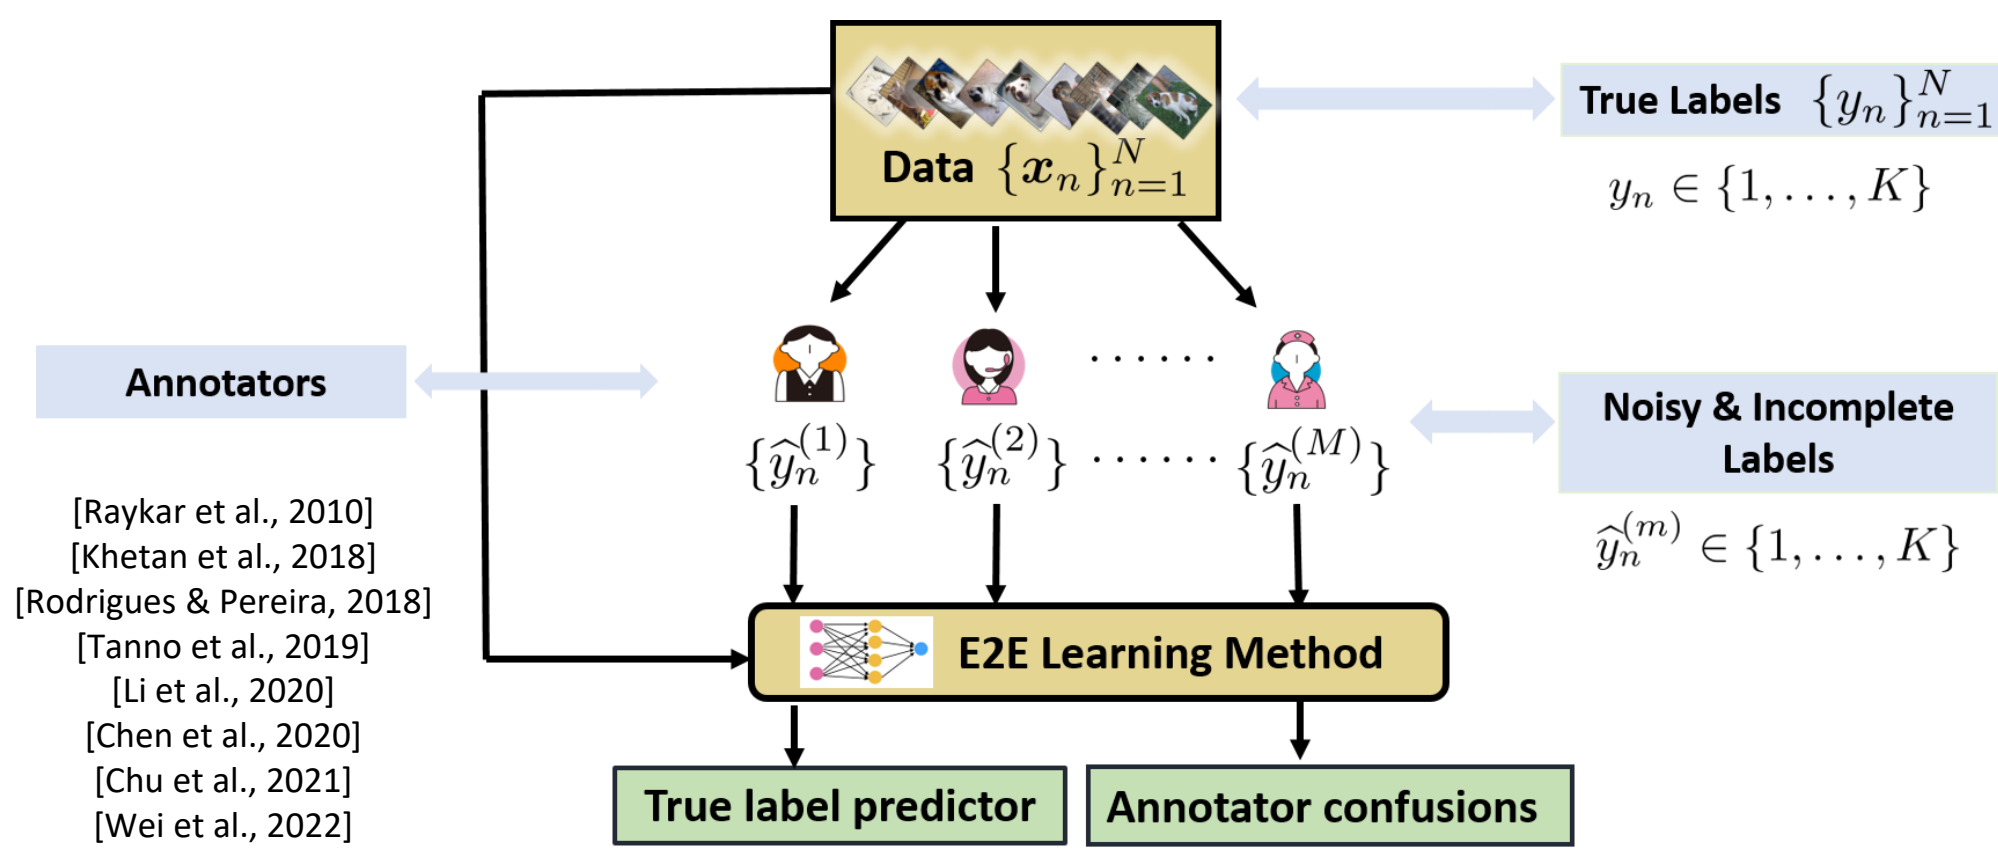 Data {x_n}_{n=1}^N
True Labels {y_n}_{n=1}^N
y_n ∈ {1, . . . , K}
Annotators
. . . . . .
{ŷ_n^{(1)}} {ŷ_n^{(2)}} . . . . . . {ŷ_n^{(M)}}
Noisy & Incomplete
Labels
ŷ_n^{(m)} ∈ {1, . . . , K}
[Raykar et al., 2010]
[Khetan et al., 2018]
[Rodrigues & Pereira, 2018]
[Tanno et al., 2019]
[Li et al., 2020]
[Chen et al., 2020]
[Chu et al., 2021]
[Wei et al., 2022]
E2E Learning Method
True label predictor
Annotator confusions